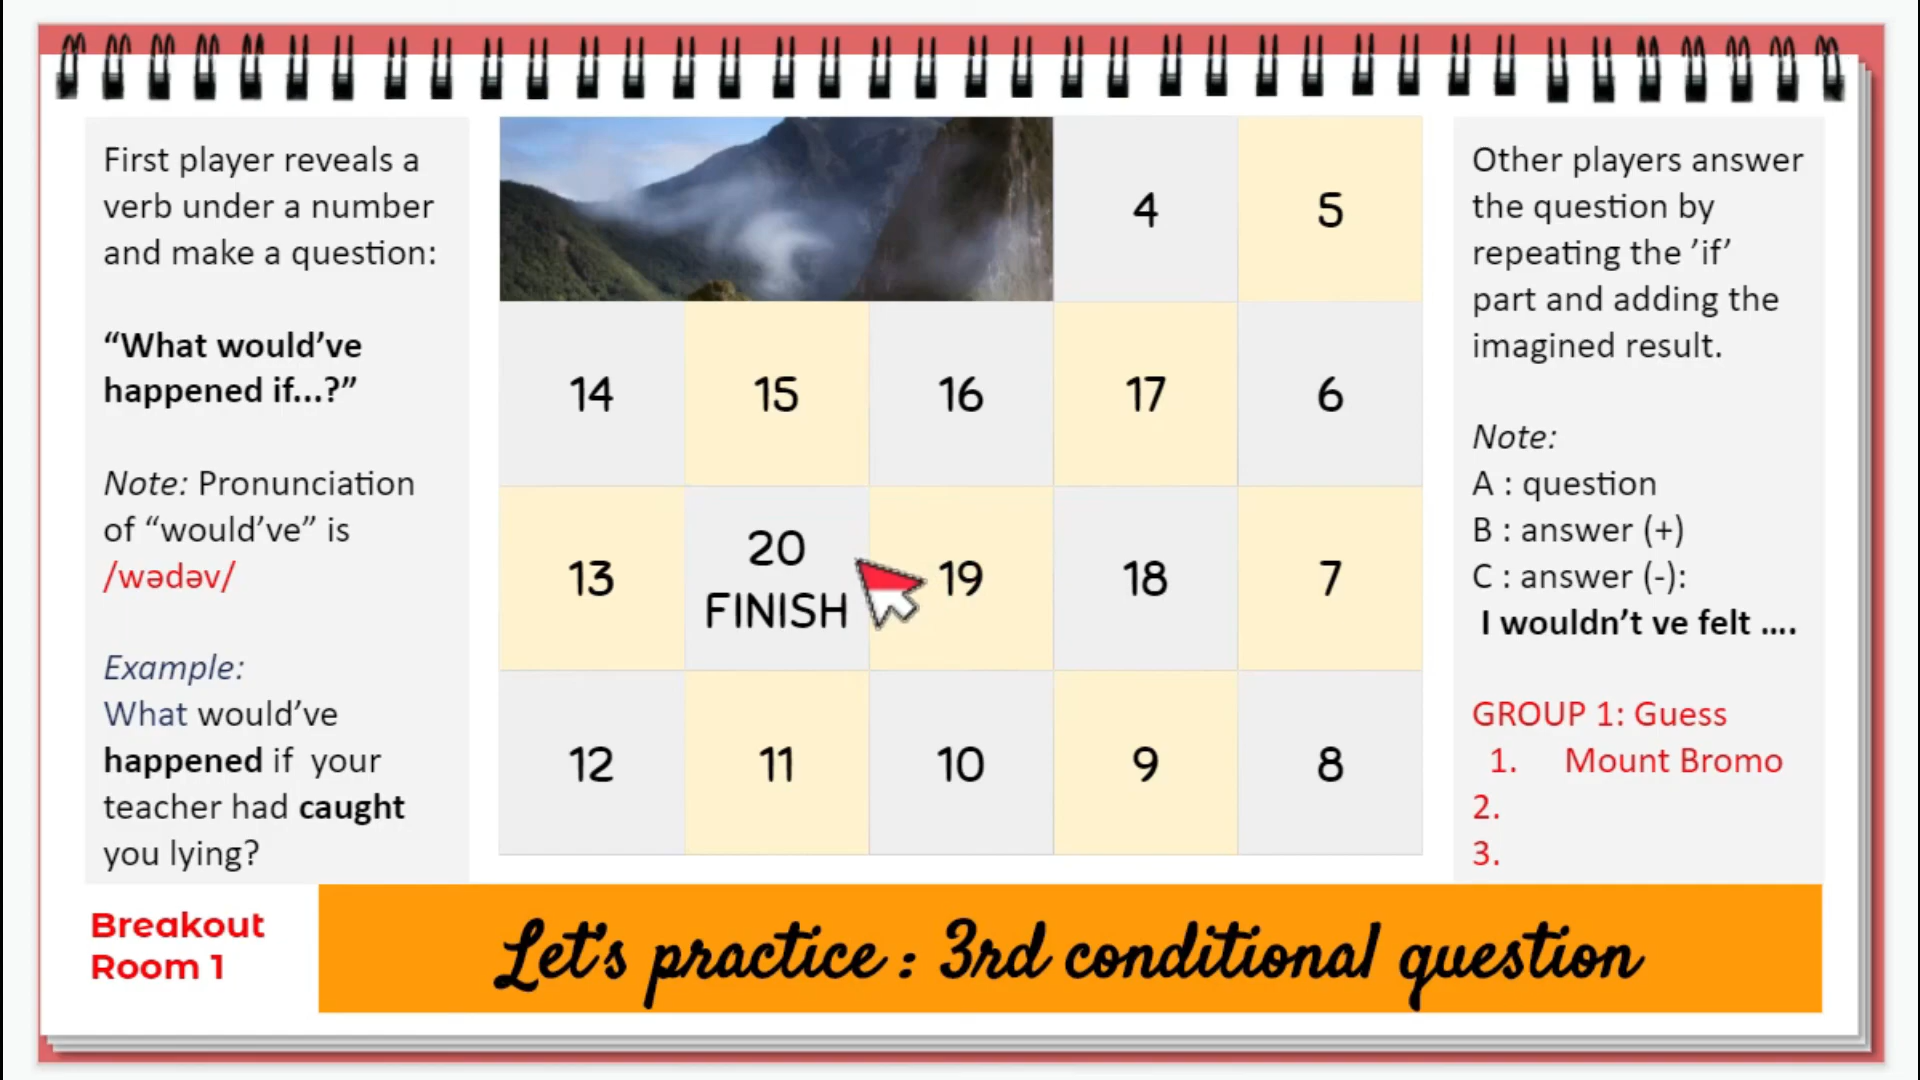 First player reveals a
verb under a number
and make a question:
“What would’ve
happened if...?”
Note: Pronunciation
of “would’ve” is
/wədəv/
Example:
What would’ve
happened if your
teacher had caught
you lying?
4
5
14
15
16
17
6
13
20
FINISH
19
18
7
12
11
10
9
8
Other players answer
the question by
repeating the ’if’
part and adding the
imagined result.
Note:
A : question
B : answer (+)
C : answer (-):
I wouldn’t ve felt ....
GROUP 1: Guess
1. Mount Bromo
2.
3.
Breakout
Room 1
Let's practice : 3rd conditional question